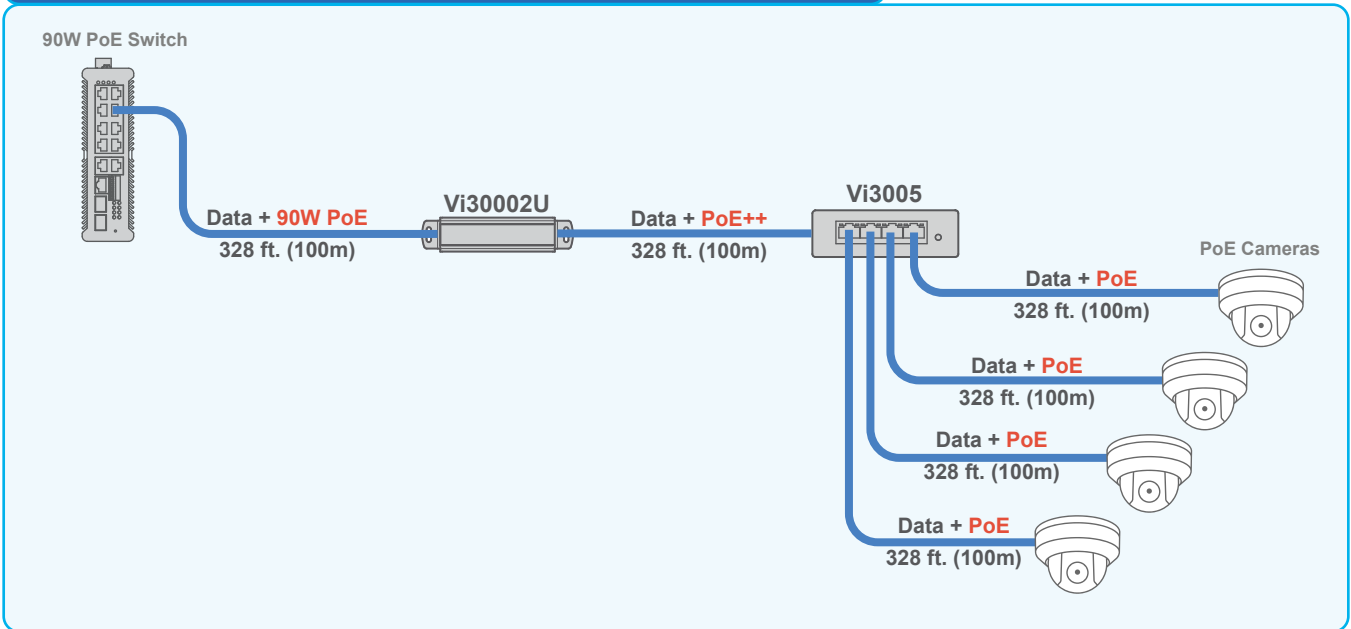 90W PoE Switch
Data + 90W PoE
328 ft. (100m)
Vi30002U
Data + PoE++
328 ft. (100m)
Vi3005
PoE Cameras
Data + PoE
328 ft. (100m)
Data + PoE
328 ft. (100m)
Data + PoE
328 ft. (100m)
Data + PoE
328 ft. (100m)